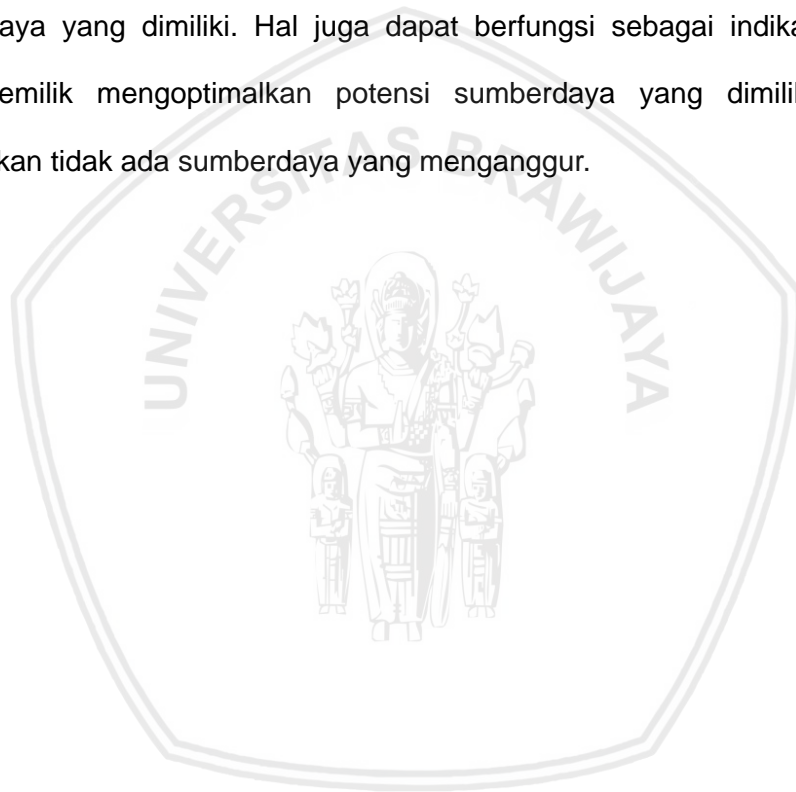 aya yang dimiliki. Hal juga dapat berfungsi sebagai indika
emilik mengoptimalkan potensi sumberdaya yang dimilik
kan tidak ada sumberdaya yang menganggur.
UNIVERSITAS BRAWIJAYA